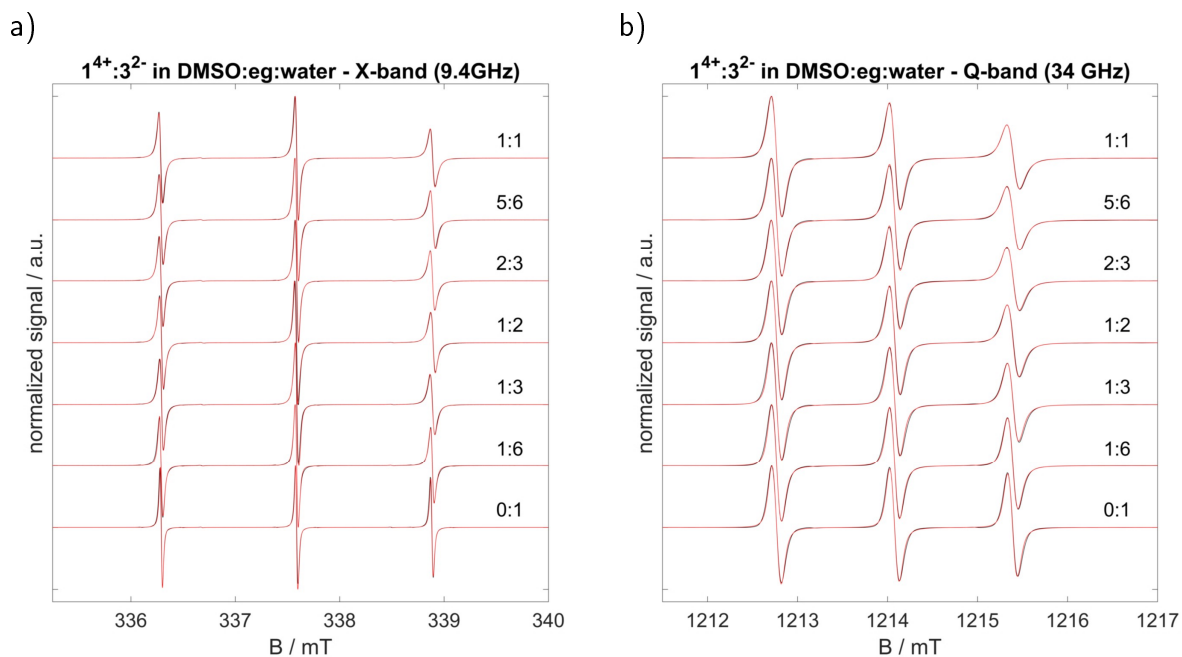 a)
1⁴⁺:3²⁻ in DMSO:eg:water - X-band (9.4GHz)
normalized signal / a.u.
1:1
5:6
2:3
1:2
1:3
1:6
0:1
336 337 338 339 340
B / mT
b)
1⁴⁺:3²⁻ in DMSO:eg:water - Q-band (34 GHz)
normalized signal / a.u.
1:1
5:6
2:3
1:2
1:3
1:6
0:1
1212 1213 1214 1215 1216 1217
B / mT